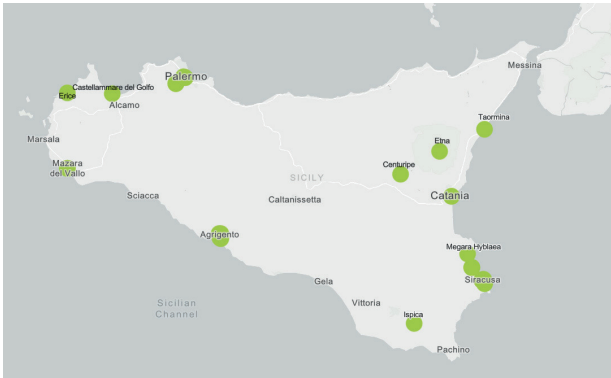 Messina
Palermo
Castellammare del Golfo
Erice
Alcamo
Taormina
Marsala
Etna
Mazara
del Vallo
Centuripe
SICILY
Sciacca
Caltanissetta
Catania
Agrigento
Megara Hyblaea
Gela
Siracusa
Sicilian
Channel
Vittoria
Ispica
Pachino